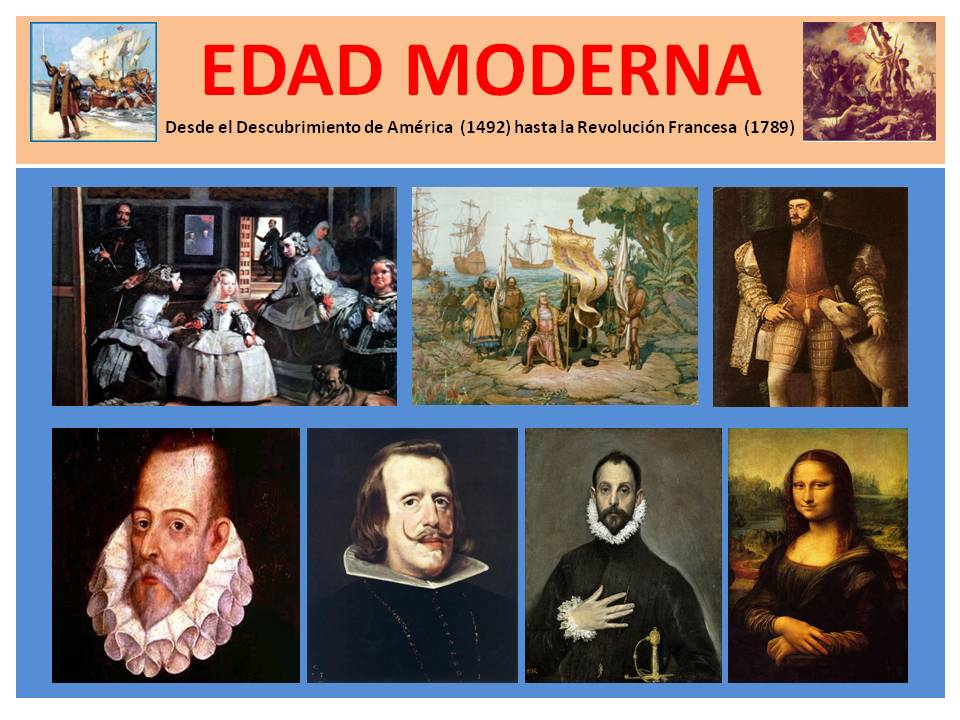 EDAD MODERNA
Desde el Descubrimiento de América (1492) hasta la Revolución Francesa (1789)